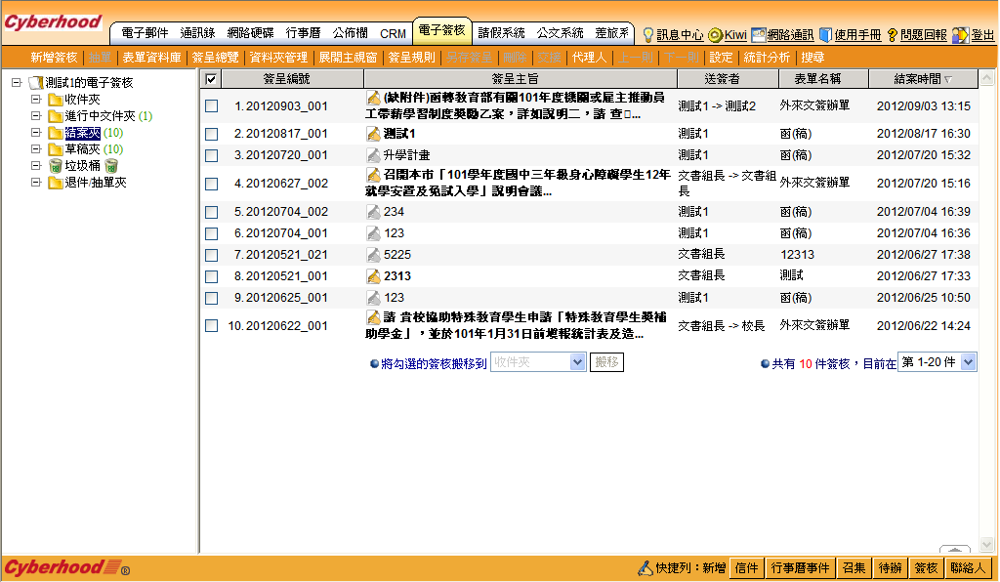 Cyberhood
電子郵件 通訊錄 網路硬碟 行事曆 公佈欄 CRM 電子簽核 請假系統 公文系統 差旅系
訊息中心 Kiwi 網路通訊 使用手冊 問題回報 登出
新增簽核 抽單 表單資料庫 簽呈總覽 資料夾管理 展開主視窗 簽呈規則 另存簽呈 刪除 交接 代理人 上一則 下一則 設定 統計分析 搜尋
測試1的電子簽核
收件夾
進行中文件夾 (1)
結案夾 (10)
草稿夾 (10)
垃圾桶
退件/抽單夾
簽呈編號 簽呈主旨 送簽者 表單名稱 結案時間
1. 20120903_001 (缺附件)函轉教育部有關101年度機關或雇主推動員
工帶薪學習制度獎勵乙案，詳如說明二，請 查... 測試1 -> 測試2 外來文簽辦單 2012/09/03 13:15
2. 20120817_001 測試1 測試1 函(稿) 2012/08/17 16:30
3. 20120720_001 升學計畫 測試1 函(稿) 2012/07/20 15:32
4. 20120627_002 召開本市「101學年度國中三年級身心障礙學生12年
就學安置及免試入學」說明會議... 文書組長 -> 文書組
長 外來文簽辦單 2012/07/20 15:16
5. 20120704_002 234 測試1 函(稿) 2012/07/04 16:39
6. 20120704_001 123 測試1 函(稿) 2012/07/04 16:36
7. 20120521_021 5225 文書組長 12313 2012/06/27 17:38
8. 20120521_001 2313 文書組長 測試 2012/06/27 17:33
9. 20120625_001 123 測試1 函(稿) 2012/06/25 10:50
10. 20120622_001 請 貴校協助特殊教育學生申請「特殊教育學生獎補
助學金」，並於101年1月31日前填報統計表及造... 文書組長 -> 校長 外來文簽辦單 2012/06/22 14:24
將勾選的簽核搬移到 收件夾 搬移 共有 10 件簽核，目前在 第 1-20 件
Cyberhood ® 快捷列：新增 信件 行事曆事件 召集 待辦 簽核 聯絡人